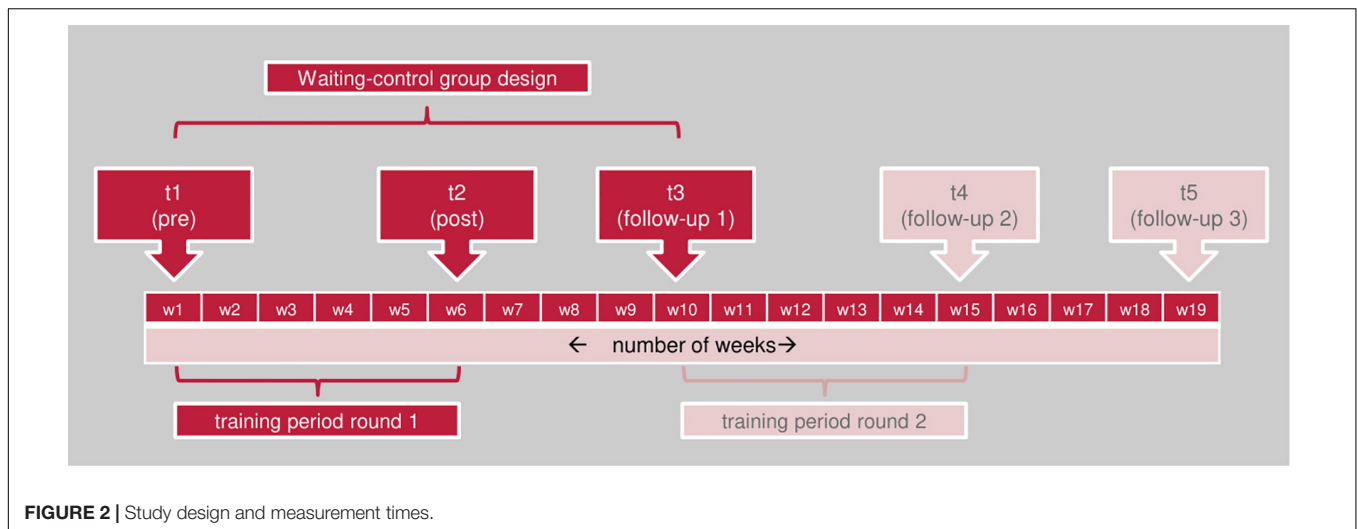 Waiting-control group design
t1
(pre)
t2
(post)
t3
(follow-up 1)
t4
(follow-up 2)
t5
(follow-up 3)
w1 w2 w3 w4 w5 w6 w7 w8 w9 w10 w11 w12 w13 w14 w15 w16 w17 w18 w19
← number of weeks→
training period round 1
training period round 2
FIGURE 2 | Study design and measurement times.